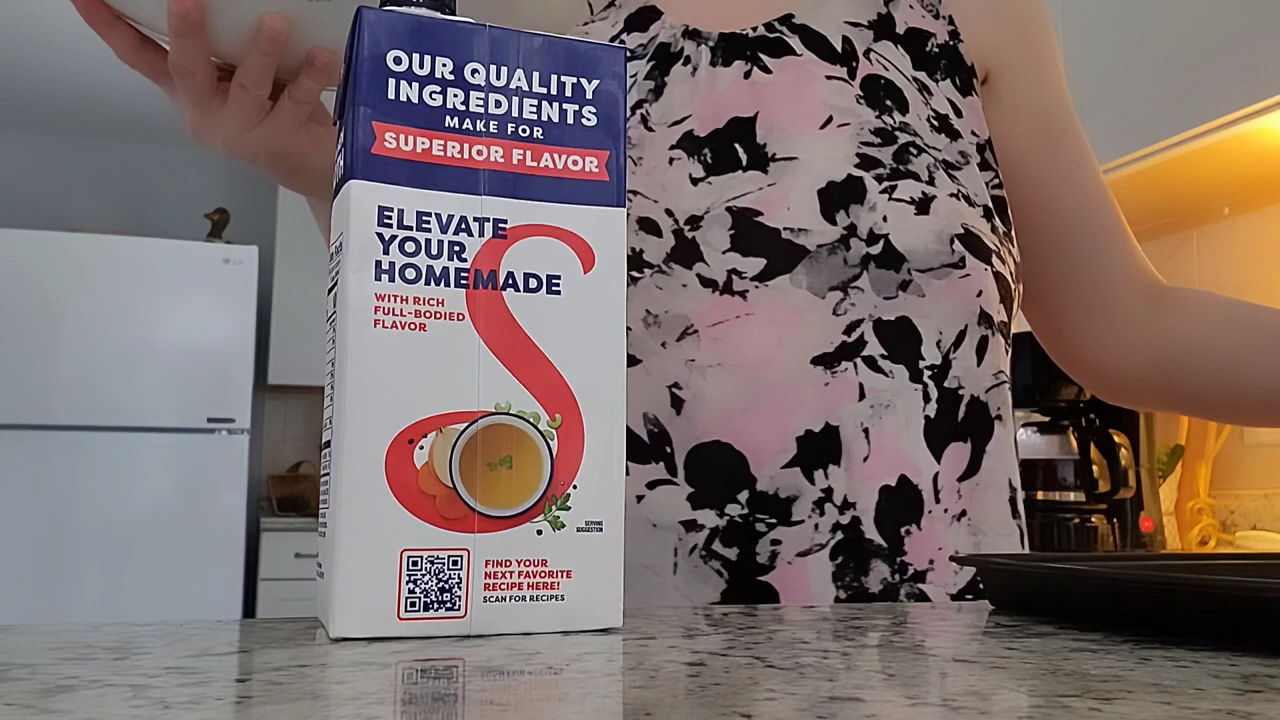 OUR QUALITY
INGREDIENTS
MAKE FOR
SUPERIOR FLAVOR
ELEVATE
YOUR
HOMEMADE
WITH RICH
FULL-BODIED
FLAVOR
SERVING
SUGGESTION
FIND YOUR
NEXT FAVORITE
RECIPE HERE!
SCAN FOR RECIPES
LG